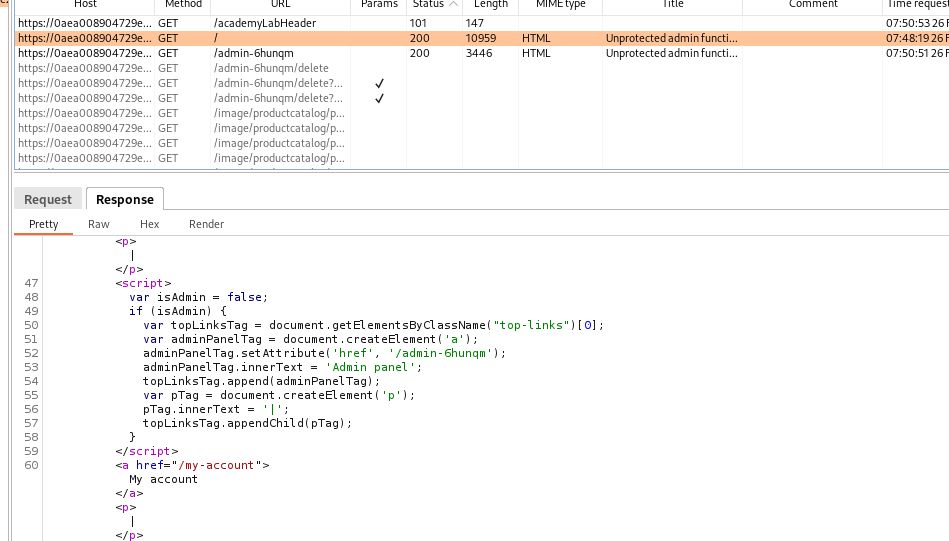 Host Method URL Params Status Length MIME type Title Comment Time request
https://0aea008904729e... GET /academyLabHeader 101 147 07:50:53 26
https://0aea008904729e... GET / 200 10959 HTML Unprotected admin functi... 07:48:19 26
https://0aea008904729e... GET /admin-6hunqm 200 3446 HTML Unprotected admin functi... 07:50:51 26
https://0aea008904729e... GET /admin-6hunqm/delete
https://0aea008904729e... GET /admin-6hunqm/delete?... ✓
https://0aea008904729e... GET /admin-6hunqm/delete?... ✓
https://0aea008904729e... GET /image/productcatalog/p...
https://0aea008904729e... GET /image/productcatalog/p...
https://0aea008904729e... GET /image/productcatalog/p...
https://0aea008904729e... GET /image/productcatalog/p...
Request Response
Pretty Raw Hex Render
<p>
|
</p>
47 <script>
48 var isAdmin = false;
49 if (isAdmin) {
50 var topLinksTag = document.getElementsByClassName("top-links")[0];
51 var adminPanelTag = document.createElement('a');
52 adminPanelTag.setAttribute('href', '/admin-6hunqm');
53 adminPanelTag.innerText = 'Admin panel';
54 topLinksTag.append(adminPanelTag);
55 var pTag = document.createElement('p');
56 pTag.innerText = '|';
57 topLinksTag.appendChild(pTag);
58 }
59 </script>
60 <a href="/my-account">
My account
</a>
<p>
|
</p>